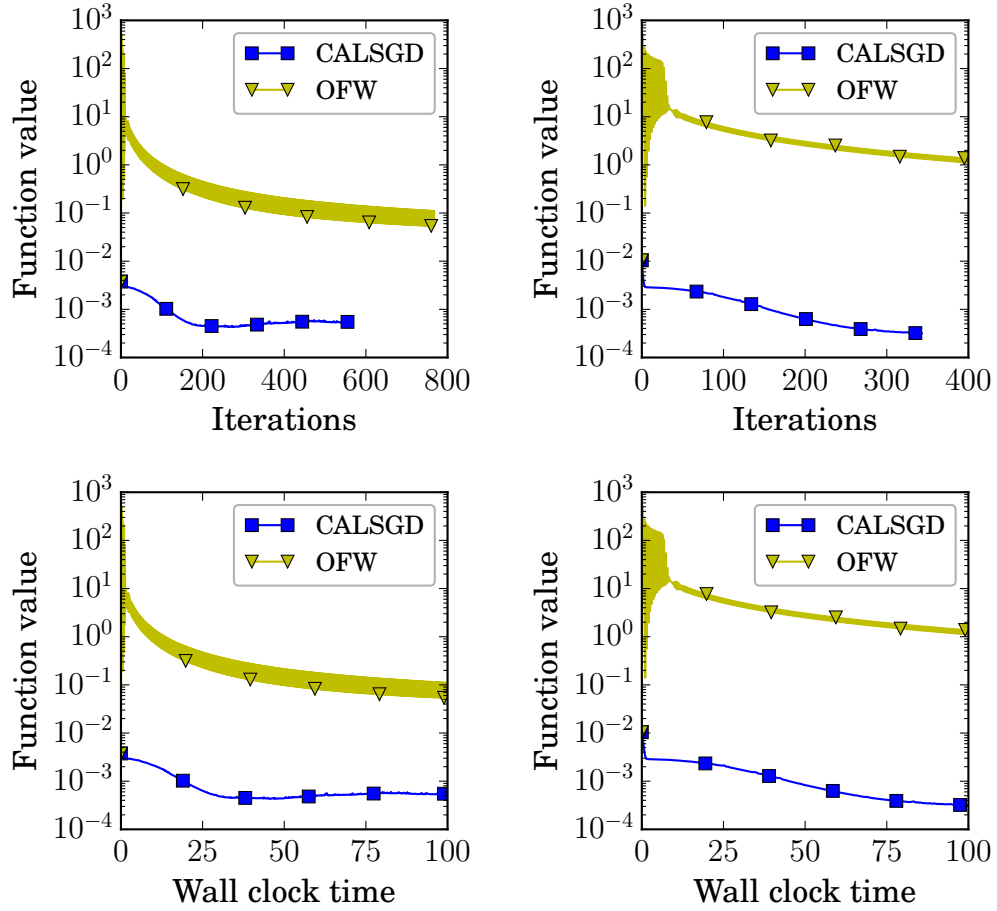 10^3
10^2
10^1
10^0
10^-1
10^-2
10^-3
10^-4
Function value
CALSGD
OFW
0 200 400 600 800
Iterations
10^3
10^2
10^1
10^0
10^-1
10^-2
10^-3
10^-4
Function value
CALSGD
OFW
0 100 200 300 400
Iterations
10^3
10^2
10^1
10^0
10^-1
10^-2
10^-3
10^-4
Function value
CALSGD
OFW
0 25 50 75 100
Wall clock time
10^3
10^2
10^1
10^0
10^-1
10^-2
10^-3
10^-4
Function value
CALSGD
OFW
0 25 50 75 100
Wall clock time